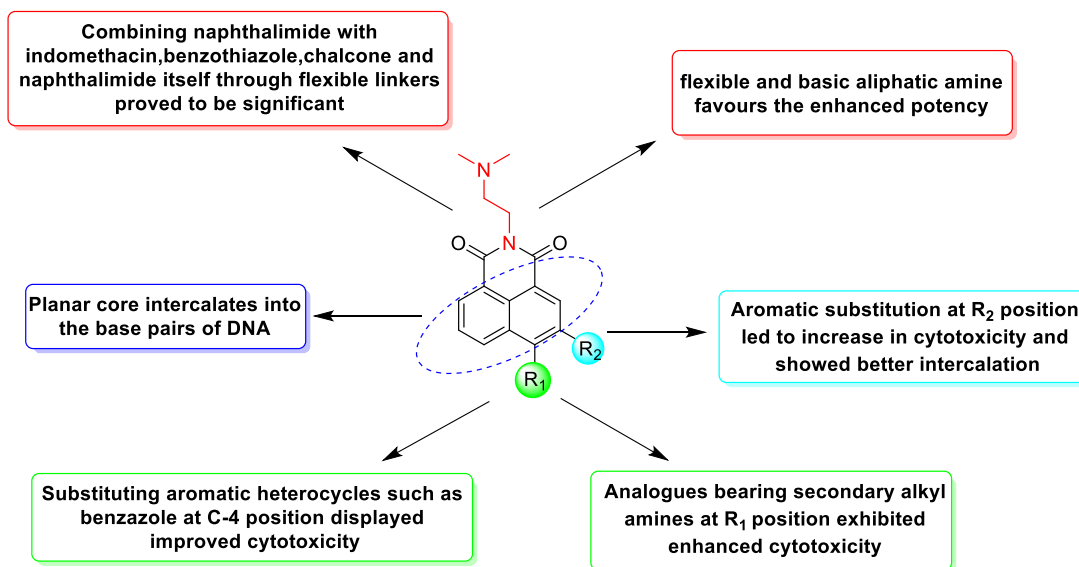 Combining naphthalimide with
indomethacin,benzothiazole,chalcone and
naphthalimide itself through flexible linkers
proved to be significant
flexible and basic aliphatic amine
favours the enhanced potency
N
O
N
O
Planar core intercalates into
the base pairs of DNA
Aromatic substitution at R₂ position
led to increase in cytotoxicity and
showed better intercalation
R₂
R₁
Substituting aromatic heterocycles such as
benzazole at C-4 position displayed
improved cytotoxicity
Analogues bearing secondary alkyl
amines at R₁ position exhibited
enhanced cytotoxicity